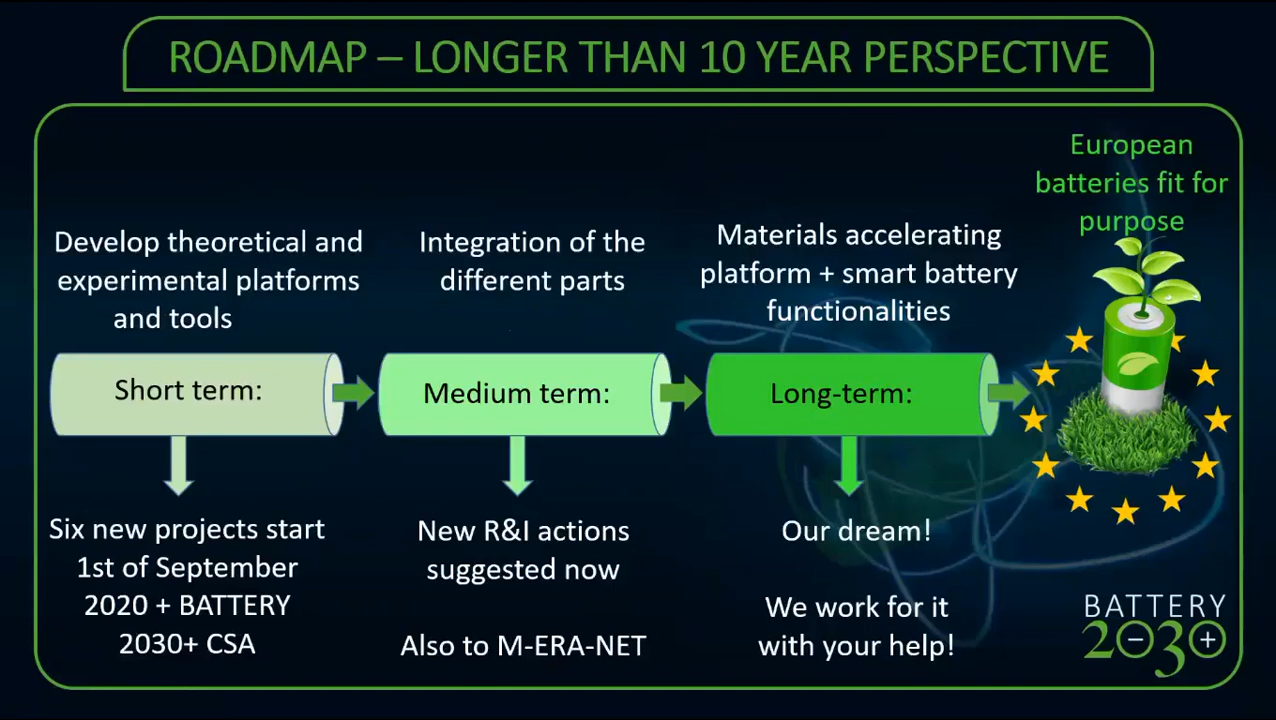 ROADMAP – LONGER THAN 10 YEAR PERSPECTIVE
European
batteries fit for
purpose
Develop theoretical and
experimental platforms
and tools
Integration of the
different parts
Materials accelerating
platform + smart battery
functionalities
Short term:
Medium term:
Long-term:
Six new projects start
1st of September
2020 + BATTERY
2030+ CSA
New R&I actions
suggested now
Also to M-ERA-NET
Our dream!
We work for it
with your help!
BATTERY
2030+